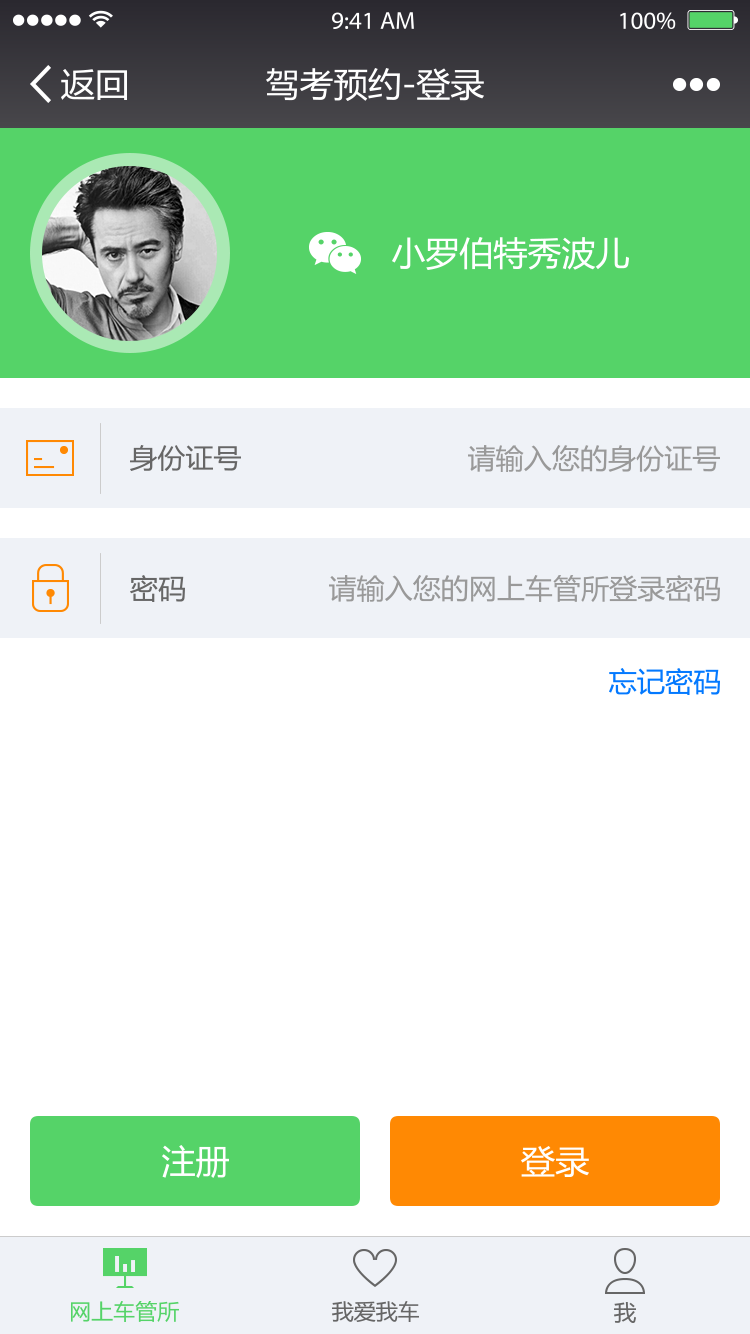 9:41 AM
100%
返回
驾考预约-登录
小罗伯特秀波儿
身份证号
请输入您的身份证号
密码
请输入您的网上车管所登录密码
忘记密码
注册
登录
网上车管所
我爱我车
我